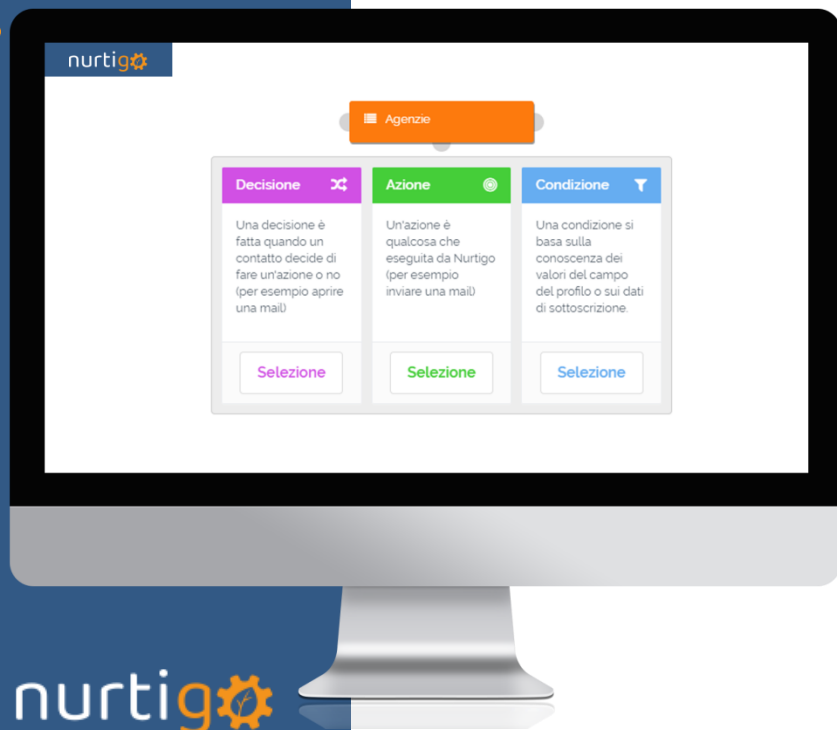 nurtigo
Agenzie
Decisione
Una decisione è
fatta quando un
contatto decide di
fare un'azione o no
(per esempio aprire
una mail)
Selezione
Azione
Un'azione è
qualcosa che
eseguita da Nurtigo
(per esempio
inviare una mail)
Selezione
Condizione
Una condizione si
basa sulla
conoscenza dei
valori del campo
del profilo o sui dati
di sottoscrizione.
Selezione
nurtigo